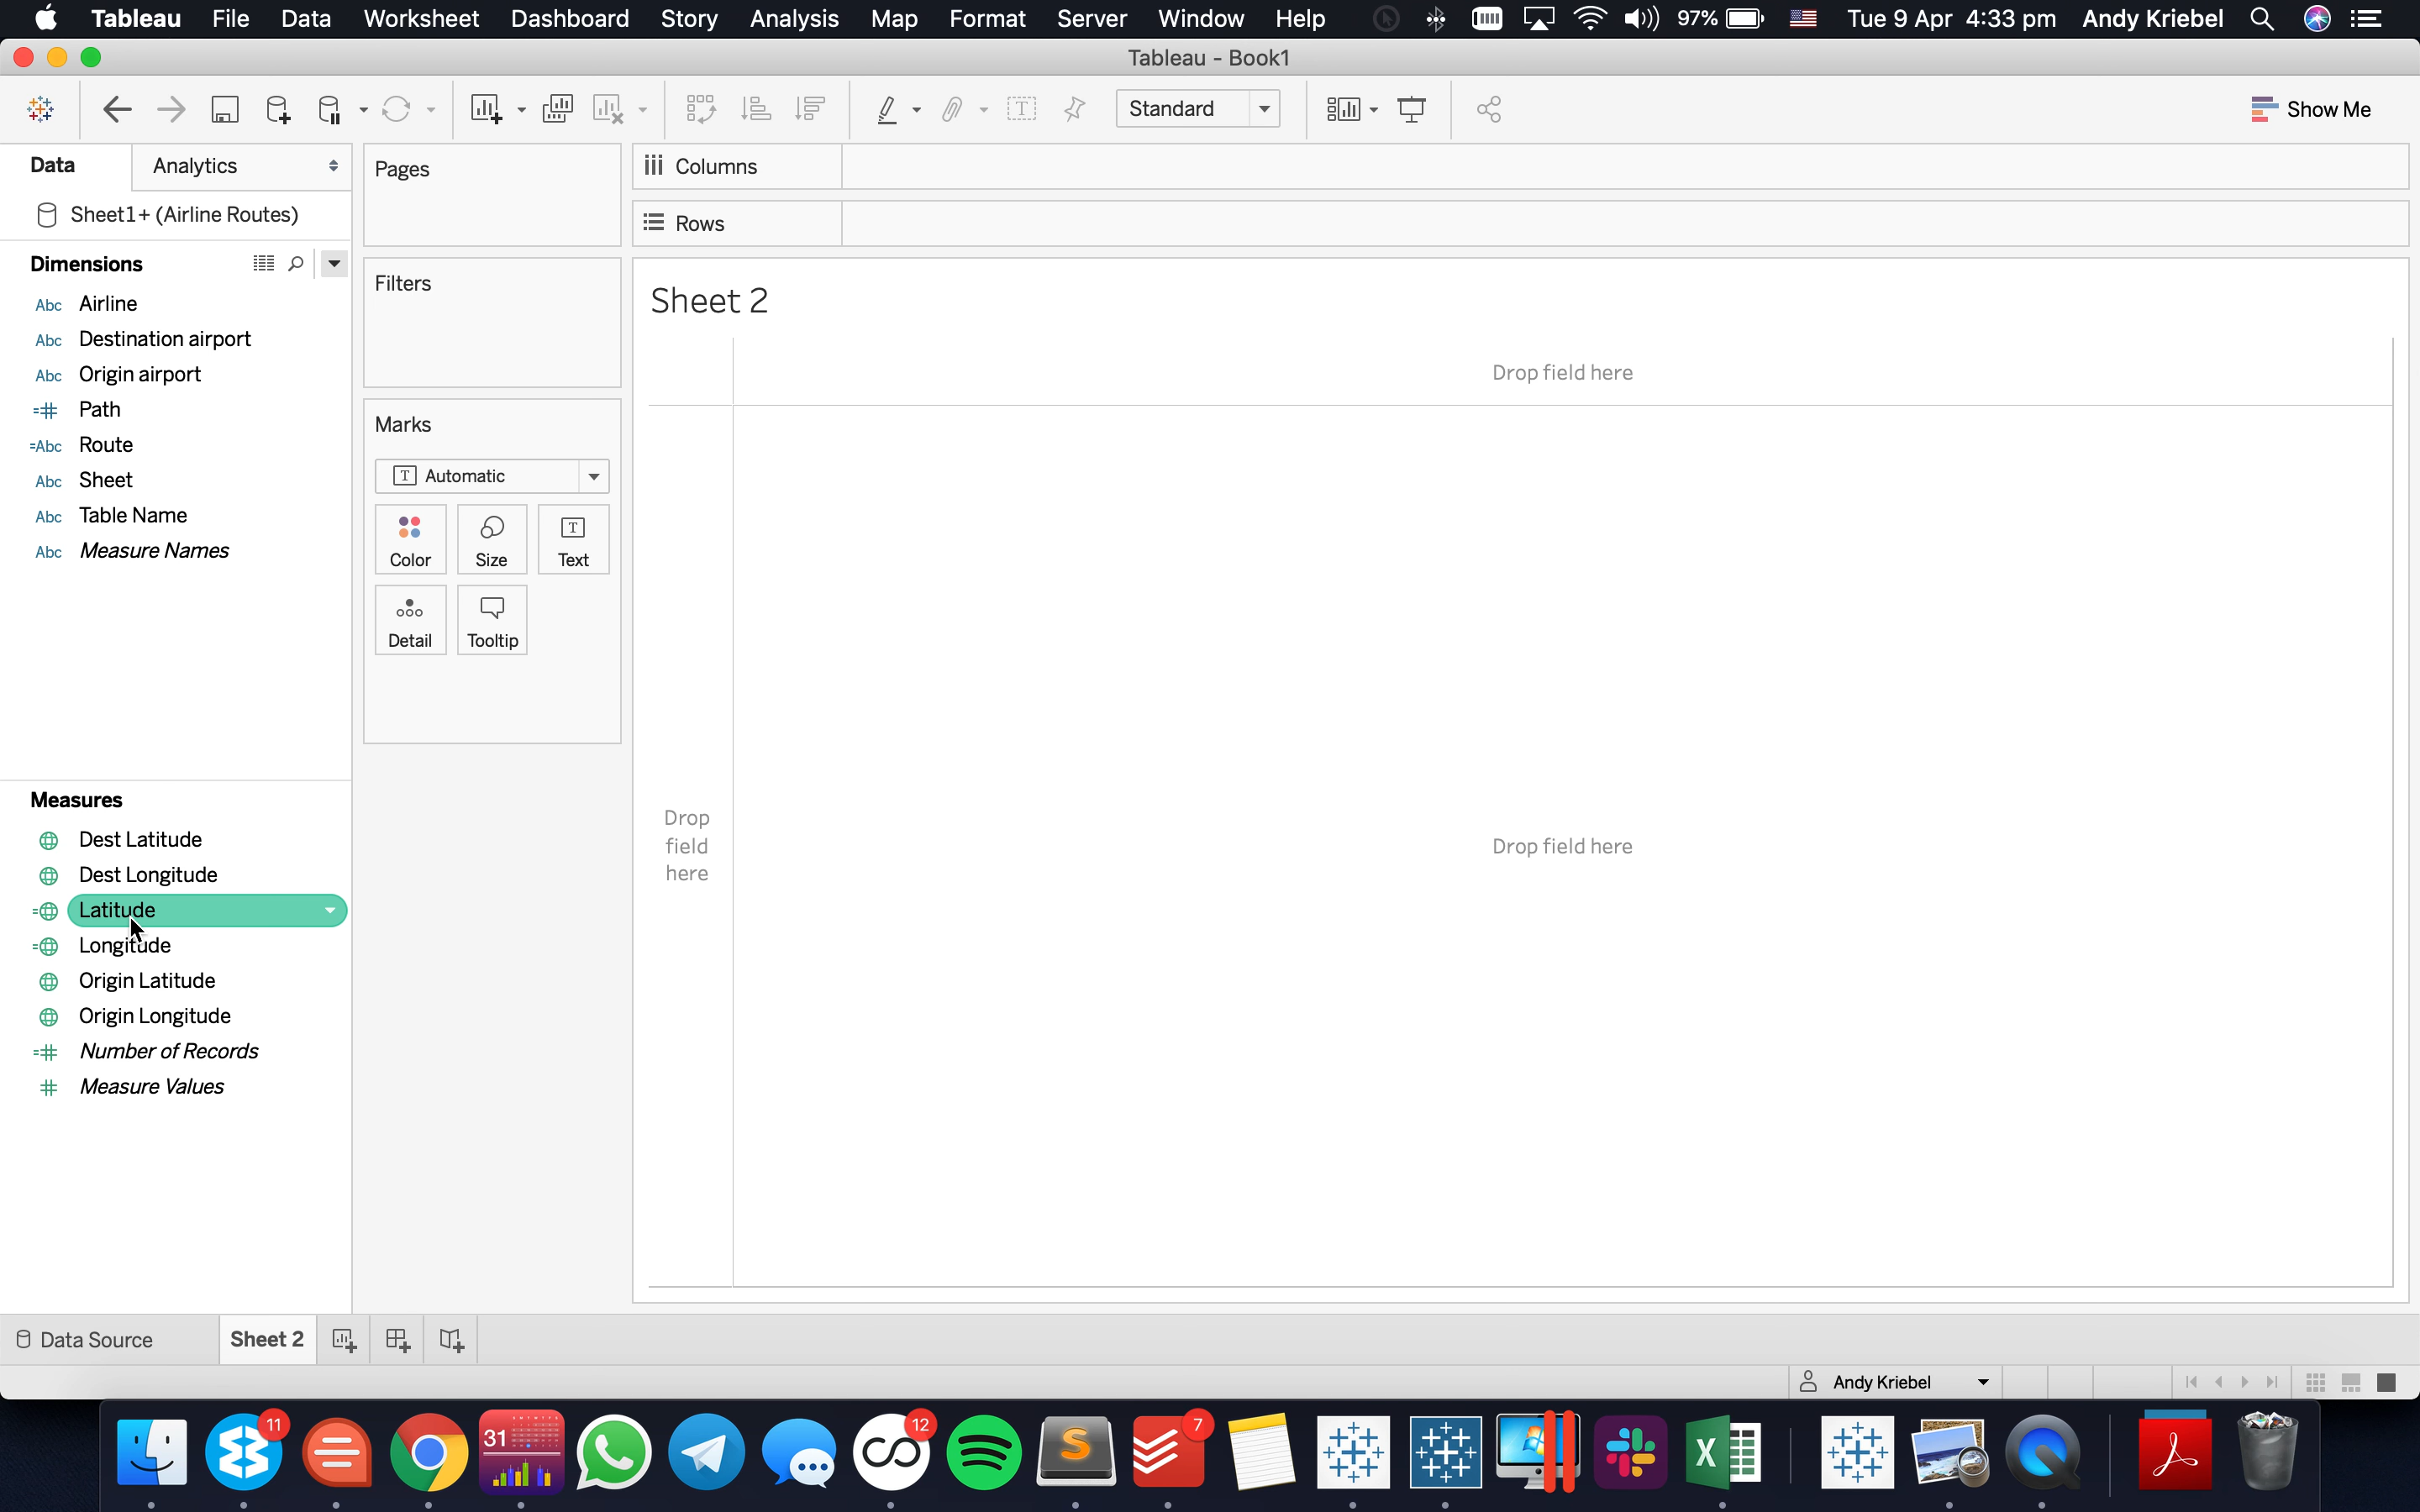 Tableau File Data Worksheet Dashboard Story Analysis Map Format Server Window Help 97% Tue 9 Apr 4:33 pm Andy Kriebel
Tableau - Book1
Standard
Show Me
Data
Analytics
Sheet1+ (Airline Routes)
Dimensions
Abc Airline
Abc Destination airport
Abc Origin airport
=# Path
=Abc Route
Abc Sheet
Abc Table Name
Abc Measure Names
Measures
Dest Latitude
Dest Longitude
= Latitude
= Longitude
Origin Latitude
Origin Longitude
=# Number of Records
# Measure Values
Pages
Filters
Marks
T Automatic
Color
Size
T Text
Detail
Tooltip
Columns
Rows
Sheet 2
Drop field here
Drop
field
here
Drop field here
Data Source
Sheet 2
Andy Kriebel
11
31
12
S
7
X